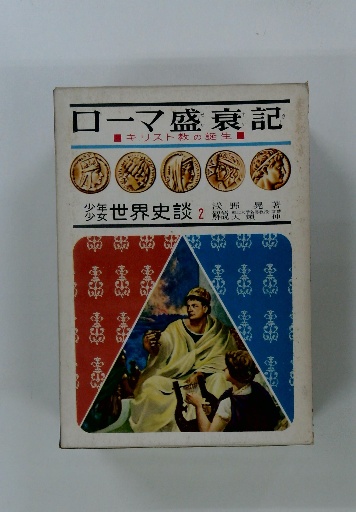 ローマ盛衰記
■キリスト教の誕生■
少年少女 世界史談 2
浅野晃 著